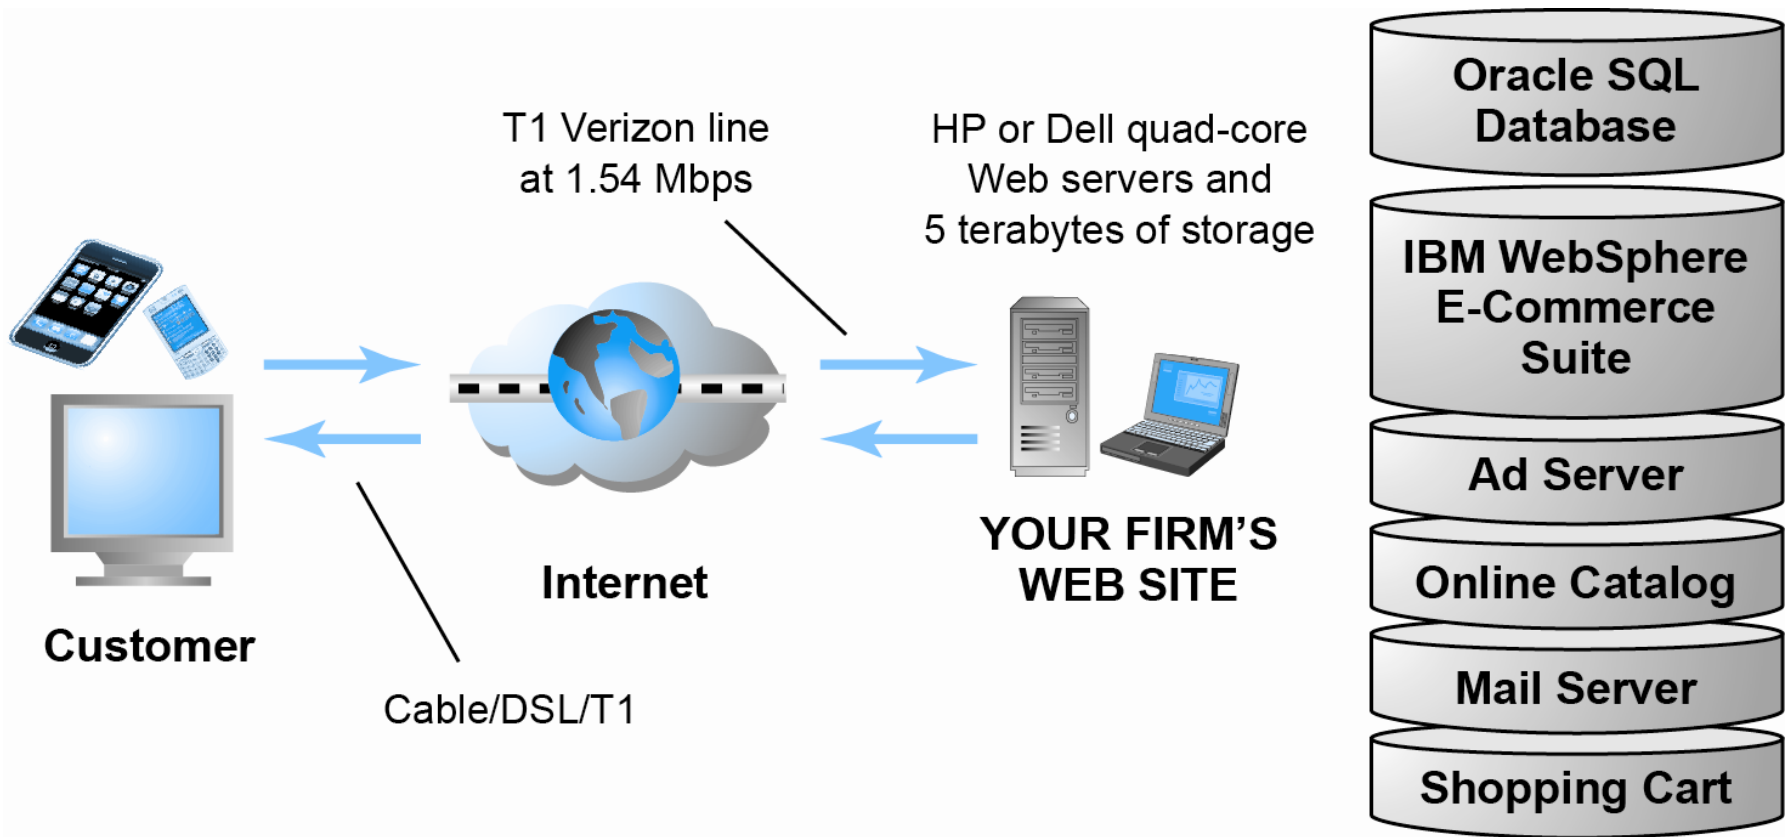 T1 Verizon line
at 1.54 Mbps
HP or Dell quad-core
Web servers and
5 terabytes of storage
Customer
Cable/DSL/T1
Internet
YOUR FIRM’S
WEB SITE
Oracle SQL
Database
IBM WebSphere
E-Commerce
Suite
Ad Server
Online Catalog
Mail Server
Shopping Cart